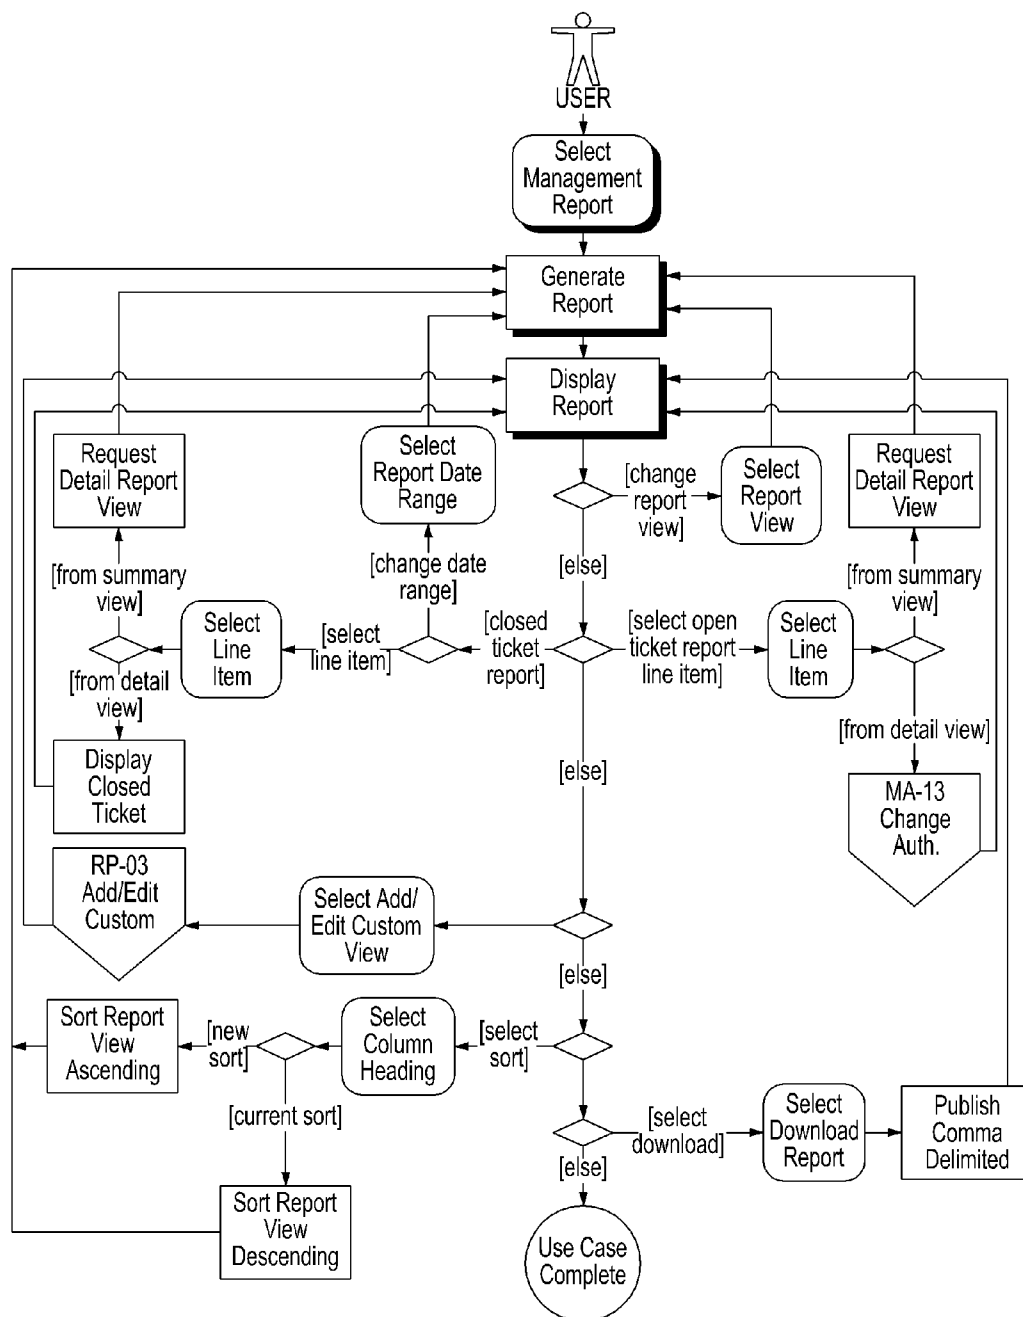 USER
Select
Management
Report
Generate
Report
Display
Report
Request
Detail Report
View
Select
Report Date
Range
[change
report
view]
Select
Report
View
Request
Detail Report
View
[from summary
view]
[change date
range]
[else]
[from summary
view]
Select
Line
Item
[select
line item]
[closed
ticket
report]
[select open
ticket report
line item]
Select
Line
Item
[from detail
view]
[from detail view]
Display
Closed
Ticket
[else]
MA-13
Change
Auth.
RP-03
Add/Edit
Custom
Select Add/
Edit Custom
View
[else]
Sort Report
View
Ascending
[new
sort]
Select
Column
Heading
[select
sort]
[current sort]
[select
download]
Select
Download
Report
Publish
Comma
Delimited
[else]
Sort Report
View
Descending
Use Case
Complete